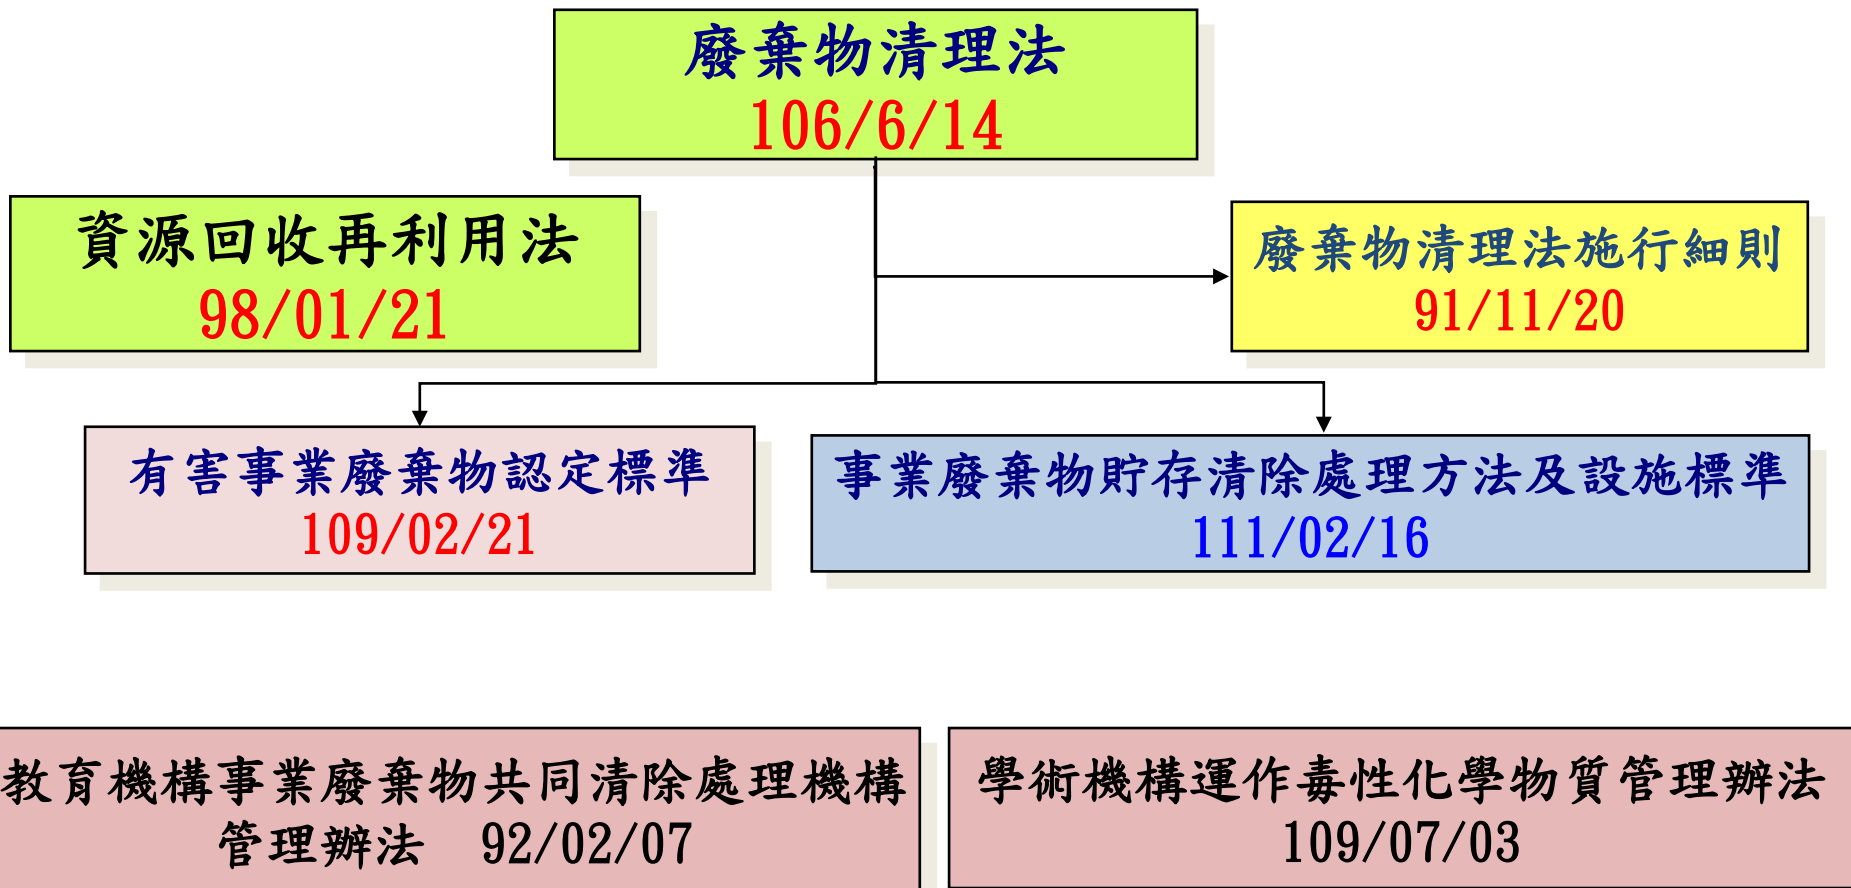 廢棄物清理法
106/6/14
資源回收再利用法
98/01/21
廢棄物清理法施行細則
91/11/20
有害事業廢棄物認定標準
109/02/21
事業廢棄物貯存清除處理方法及設施標準
111/02/16
教育機構事業廢棄物共同清除處理機構
管理辦法 92/02/07
學術機構運作毒性化學物質管理辦法
109/07/03